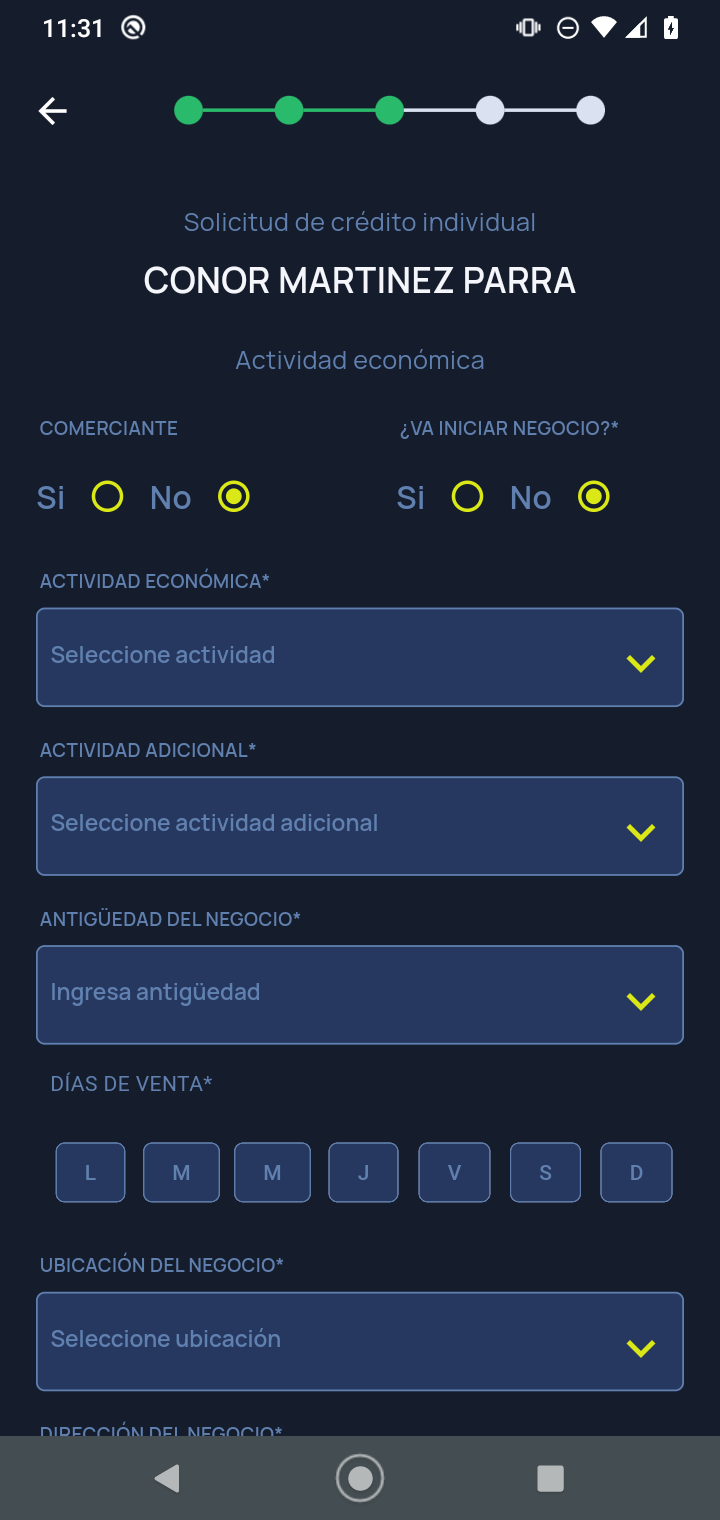 11:31
Solicitud de crédito individual
CONOR MARTINEZ PARRA
Actividad económica
COMERCIANTE ¿VA INICIAR NEGOCIO?*
Si No Si No
ACTIVIDAD ECONÓMICA*
Seleccione actividad
ACTIVIDAD ADICIONAL*
Seleccione actividad adicional
ANTIGÜEDAD DEL NEGOCIO*
Ingresa antigüedad
DÍAS DE VENTA*
L M M J V S D
UBICACIÓN DEL NEGOCIO*
Seleccione ubicación
DIRECCIÓN DEL NEGOCIO*